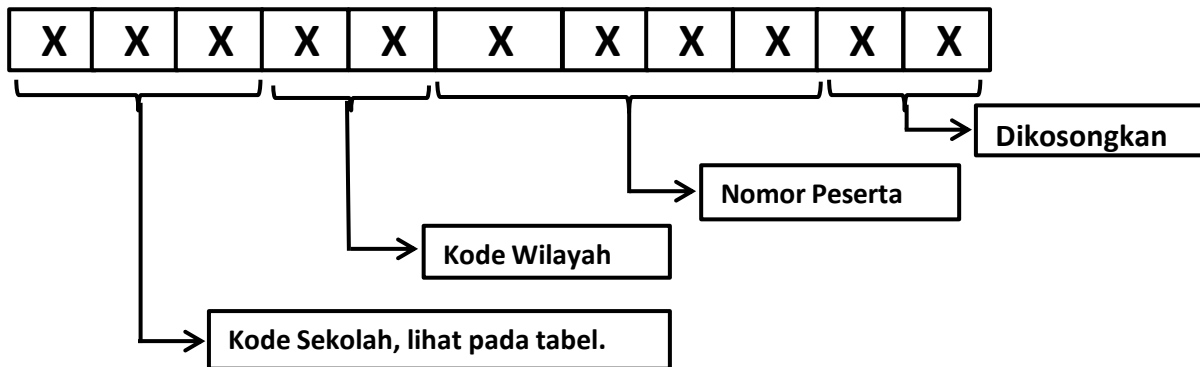 X X X X X X X X X X X
Dikosongkan
Nomor Peserta
Kode Wilayah
Kode Sekolah, lihat pada tabel.